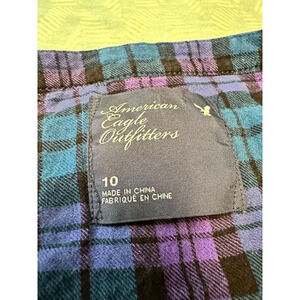 American
Eagle
Outfitters
10
MADE IN CHINA
FABRIQUÉ EN CHINE